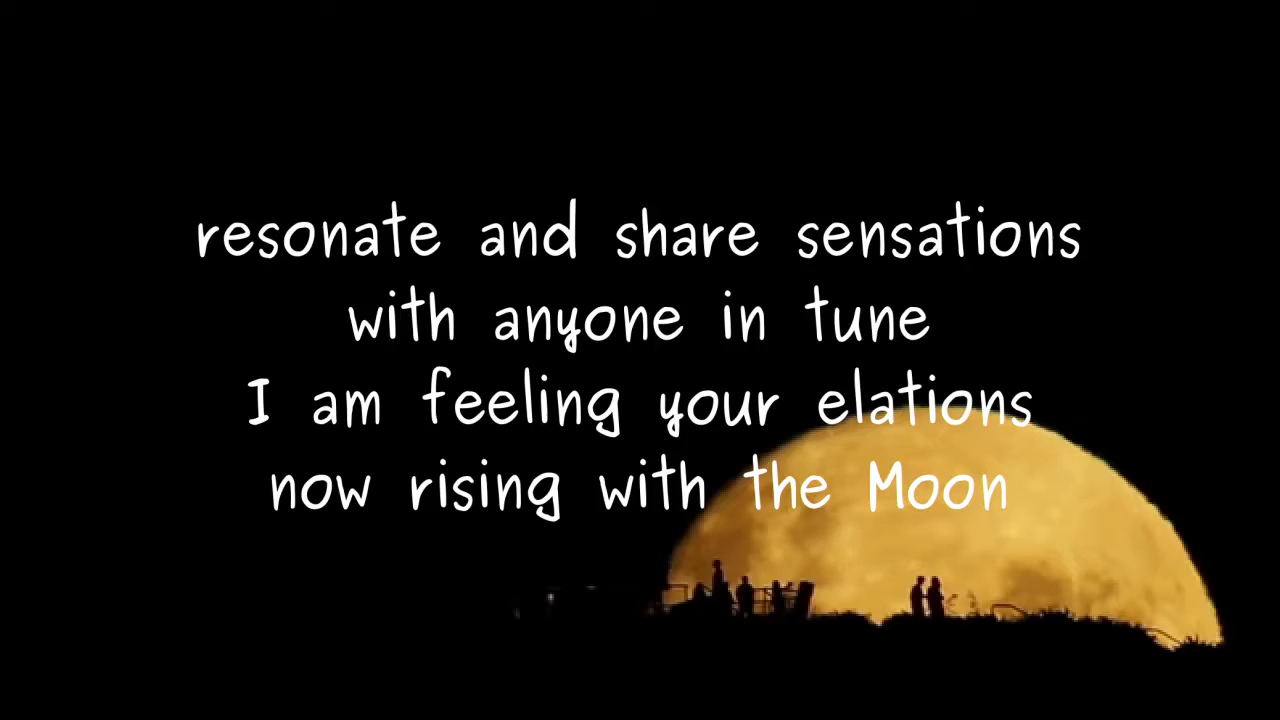 resonate and share sensations
with anyone in tune
I am feeling your elations
now rising with the Moon